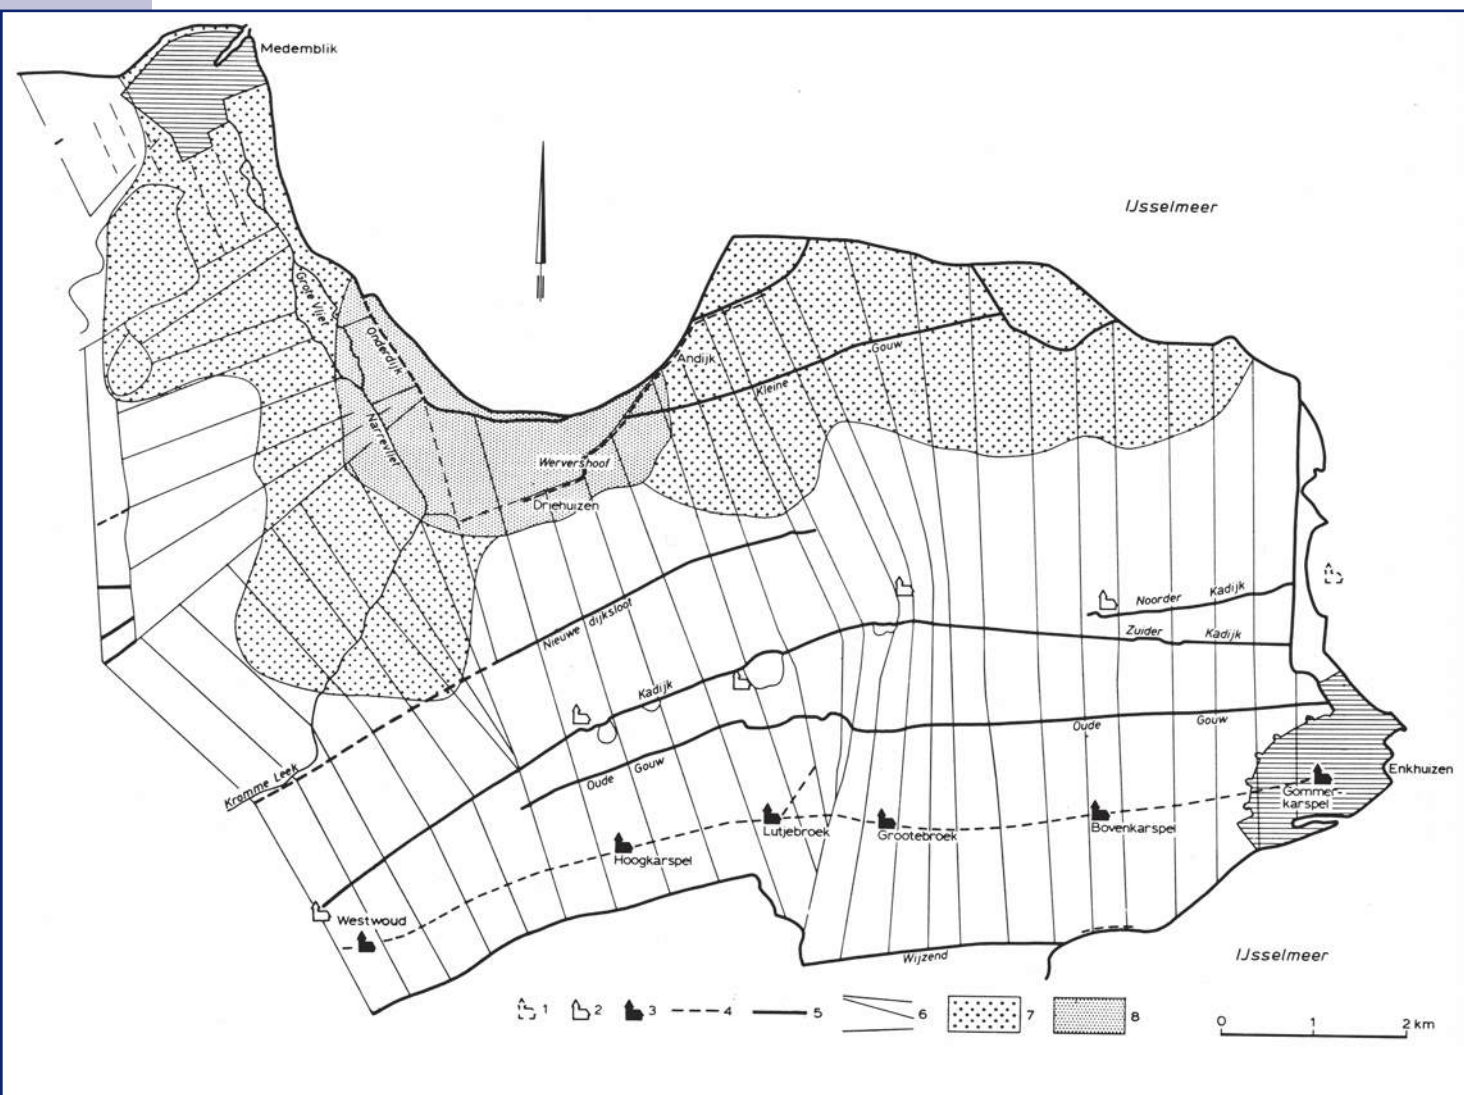 Medemblik
IJsselmeer
Grote Vliet
Onderdijk
Andijk
Gouw
Kleine
Narrevliet
Wervershoof
Driehuizen
Noorder Kadijk
Nieuwe dijksloot
Zuider Kadijk
Kadijk
Oude Gouw
Oude Gouw
Kromme Leek
Enkhuizen
Gommer-
karspel
Lutjebroek
Grootebroek
Bovenkarspel
Hoogkarspel
Westwoud
Wijzend
IJsselmeer
1 2 3 4 5 6 7 8
0 1 2 km